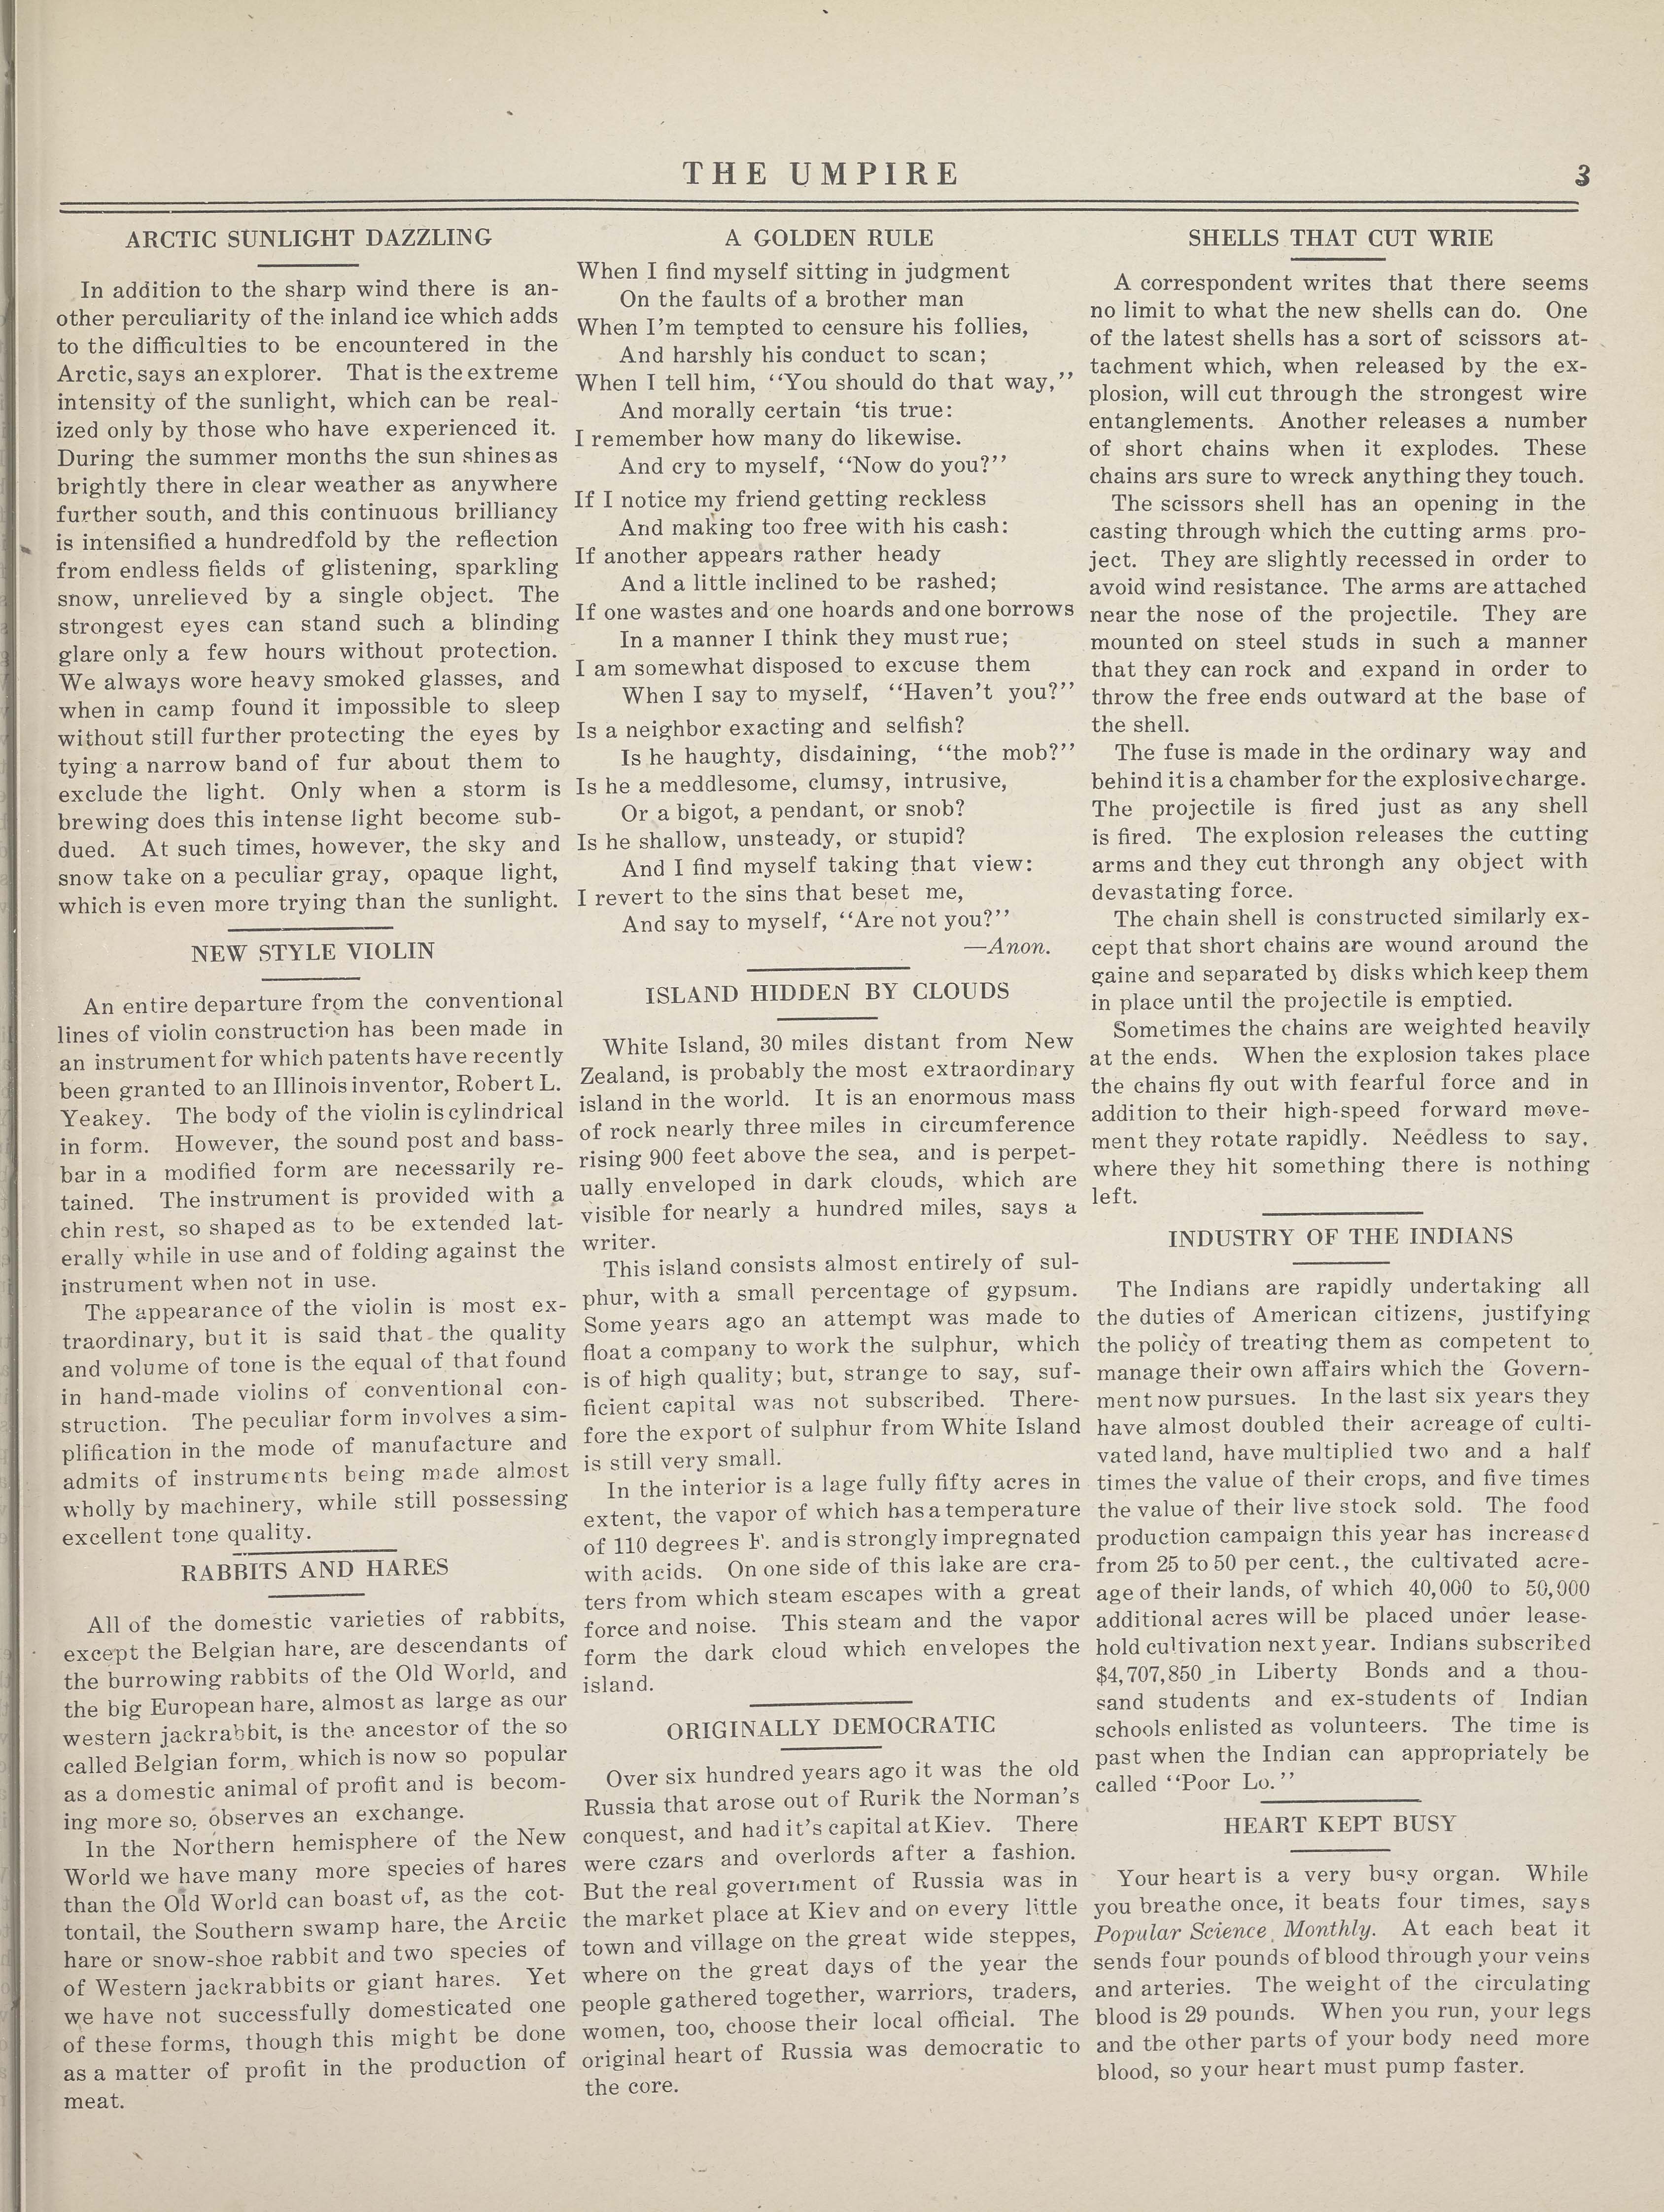 THE UMPIRE
3
ARCTIC SUNLIGHT DAZZLING
In addition to the sharp wind there is an-
other perculiarity of the inland ice which adds
to the difficulties to be encountered in the
Arctic, says an explorer. That is the extreme
intensity of the sunlight, which can be real-
ized only by those who have experienced it.
During the summer months the sun shines as
brightly there in clear weather as anywhere
further south, and this continuous brilliancy
is intensified a hundredfold by the reflection
from endless fields of glistening, sparkling
snow, unrelieved by a single object. The
strongest eyes can stand such a blinding
glare only a few hours without protection.
We always wore heavy smoked glasses, and
when in camp found it impossible to sleep
without still further protecting the eyes by
tying a narrow band of fur about them to
exclude the light. Only when a storm is
brewing does this intense light become sub-
dued. At such times, however, the sky and
snow take on a peculiar gray, opaque light,
which is even more trying than the sunlight.
NEW STYLE VIOLIN
An entire departure from the conventional
lines of violin construction has been made in
an instrument for which patents have recently
been granted to an Illinois inventor, Robert L.
Yeakey. The body of the violin is cylindrical
in form. However, the sound post and bass-
bar in a modified form are necessarily re-
tained. The instrument is provided with a
chin rest, so shaped as to be extended lat-
erally while in use and of folding against the
instrument when not in use.
The appearance of the violin is most ex-
traordinary, but it is said that the quality
and volume of tone is the equal of that found
in hand-made violins of conventional con-
struction. The peculiar form involves a sim-
plification in the mode of manufacture and
admits of instruments being made almost
wholly by machinery, while still possessing
excellent tone quality.
RABBITS AND HARES
All of the domestic varieties of rabbits,
except the Belgian hare, are descendants of
the burrowing rabbits of the Old World, and
the big European hare, almost as large as our
western jackrabbit, is the ancestor of the so
called Belgian form, which is now so popular
as a domestic animal of profit and is becom-
ing more so, observes an exchange.
In the Northern hemisphere of the New
World we have many more species of hares
than the Old World can boast of, as the cot-
tontail, the Southern swamp hare, the Arctic
hare or snow-shoe rabbit and two species of
of Western jackrabbits or giant hares. Yet
we have not successfully domesticated one
of these forms, though this might be done
as a matter of profit in the production of
meat.
A GOLDEN RULE
When I find myself sitting in judgment
On the faults of a brother man
When I'm tempted to censure his follies,
And harshly his conduct to scan;
When I tell him, "You should do that way,"
And morally certain 'tis true:
I remember how many do likewise.
And cry to myself, "Now do you?"
If I notice my friend getting reckless
And making too free with his cash:
If another appears rather heady
And a little inclined to be rashed;
If one wastes and one hoards and one borrows
In a manner I think they must rue;
I am somewhat disposed to excuse them
When I say to myself, "Haven't you?"
Is a neighbor exacting and selfish?
Is he haughty, disdaining, "the mob?"
Is he a meddlesome, clumsy, intrusive,
Or a bigot, a pendant, or snob?
Is he shallow, unsteady, or stupid?
And I find myself taking that view:
I revert to the sins that beset me,
And say to myself, "Are not you?"
—Anon.
ISLAND HIDDEN BY CLOUDS
White Island, 30 miles distant from New
Zealand, is probably the most extraordinary
island in the world. It is an enormous mass
of rock nearly three miles in circumference
rising 900 feet above the sea, and is perpet-
ually enveloped in dark clouds, which are
visible for nearly a hundred miles, says a
writer.
This island consists almost entirely of sul-
phur, with a small percentage of gypsum.
Some years ago an attempt was made to
float a company to work the sulphur, which
is of high quality; but, strange to say, suf-
ficient capital was not subscribed. There-
fore the export of sulphur from White Island
is still very small.
In the interior is a lage fully fifty acres in
extent, the vapor of which has a temperature
of 110 degrees F. and is strongly impregnated
with acids. On one side of this lake are cra-
ters from which steam escapes with a great
force and noise. This steam and the vapor
form the dark cloud which envelopes the
island.
ORIGINALLY DEMOCRATIC
Over six hundred years ago it was the old
Russia that arose out of Rurik the Norman's
conquest, and had it's capital at Kiev. There
were czars and overlords after a fashion.
But the real government of Russia was in
the market place at Kiev and on every little
town and village on the great wide steppes,
where on the great days of the year the
people gathered together, warriors, traders,
women, too, choose their local official. The
original heart of Russia was democratic to
the core.
SHELLS THAT CUT WRIE
A correspondent writes that there seems
no limit to what the new shells can do. One
of the latest shells has a sort of scissors at-
tachment which, when released by the ex-
plosion, will cut through the strongest wire
entanglements. Another releases a number
of short chains when it explodes. These
chains ars sure to wreck anything they touch.
The scissors shell has an opening in the
casting through which the cutting arms pro-
ject. They are slightly recessed in order to
avoid wind resistance. The arms are attached
near the nose of the projectile. They are
mounted on steel studs in such a manner
that they can rock and expand in order to
throw the free ends outward at the base of
the shell.
The fuse is made in the ordinary way and
behind it is a chamber for the explosive charge.
The projectile is fired just as any shell
is fired. The explosion releases the cutting
arms and they cut throngh any object with
devastating force.
The chain shell is constructed similarly ex-
cept that short chains are wound around the
gaine and separated by disks which keep them
in place until the projectile is emptied.
Sometimes the chains are weighted heavily
at the ends. When the explosion takes place
the chains fly out with fearful force and in
addition to their high-speed forward move-
ment they rotate rapidly. Needless to say,
where they hit something there is nothing
left.
INDUSTRY OF THE INDIANS
The Indians are rapidly undertaking all
the duties of American citizens, justifying
the policy of treating them as competent to
manage their own affairs which the Govern-
ment now pursues. In the last six years they
have almost doubled their acreage of culti-
vated land, have multiplied two and a half
times the value of their crops, and five times
the value of their live stock sold. The food
production campaign this year has increased
from 25 to 50 per cent., the cultivated acre-
age of their lands, of which 40,000 to 50,000
additional acres will be placed under lease-
hold cultivation next year. Indians subscribed
$4,707,850 in Liberty Bonds and a thou-
sand students and ex-students of Indian
schools enlisted as volunteers. The time is
past when the Indian can appropriately be
called "Poor Lo."
HEART KEPT BUSY
Your heart is a very busy organ. While
you breathe once, it beats four times, says
Popular Science Monthly. At each beat it
sends four pounds of blood through your veins
and arteries. The weight of the circulating
blood is 29 pounds. When you run, your legs
and the other parts of your body need more
blood, so your heart must pump faster.